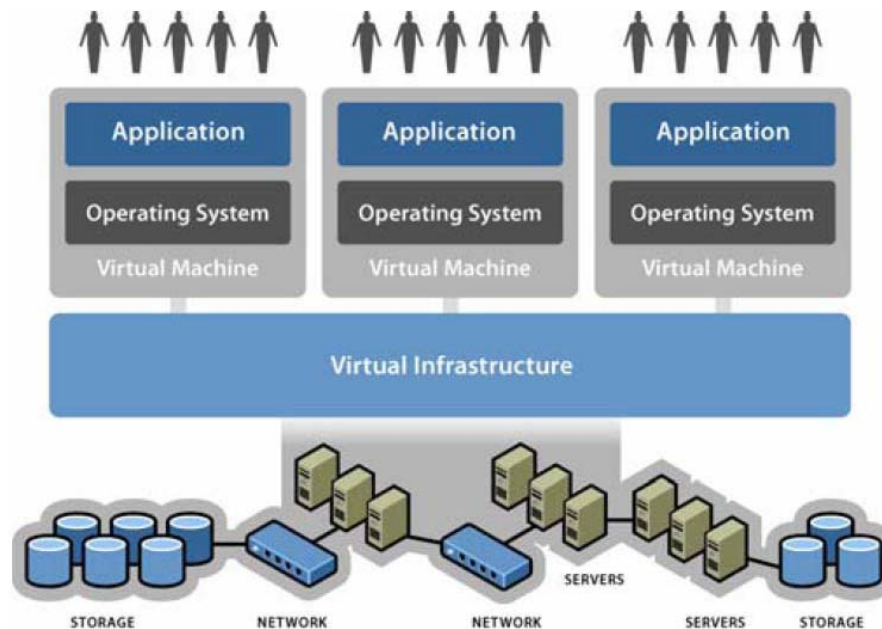 Application
Operating System
Virtual Machine
Application
Operating System
Virtual Machine
Application
Operating System
Virtual Machine
Virtual Infrastructure
STORAGE
NETWORK
NETWORK
SERVERS
SERVERS
STORAGE